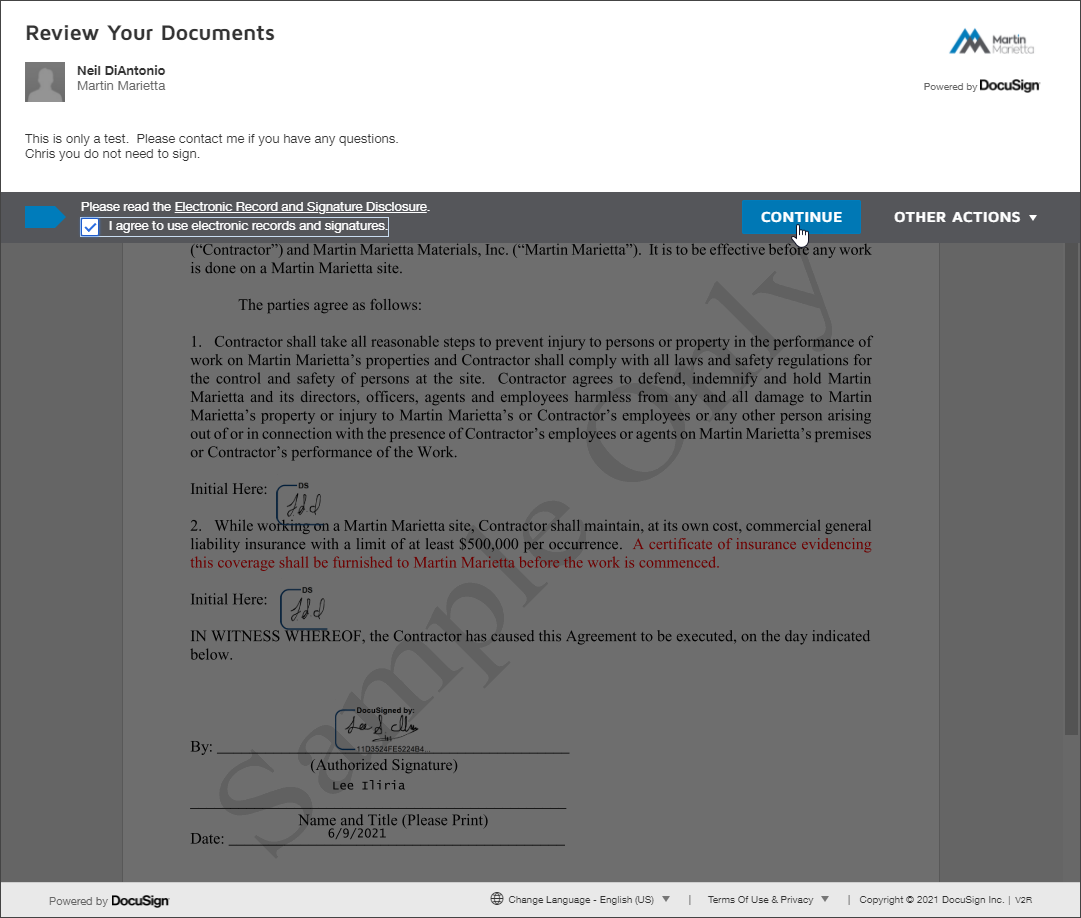 Review Your Documents
Martin
Marietta
Neil DiAntonio
Martin Marietta
Powered by DocuSign
This is only a test.  Please contact me if you have any questions.
Chris you do not need to sign.
Please read the Electronic Record and Signature Disclosure.
I agree to use electronic records and signatures.
CONTINUE
OTHER ACTIONS
(“Contractor”) and Martin Marietta Materials, Inc. (“Martin Marietta”).  It is to be effective before any work
is done on a Martin Marietta site.
The parties agree as follows:
1.   Contractor shall take all reasonable steps to prevent injury to persons or property in the performance of
work on Martin Marietta’s properties and Contractor shall comply with all laws and safety regulations for
the control and safety of persons at the site.  Contractor agrees to defend, indemnify and hold Martin
Marietta and its directors, officers, agents and employees harmless from any and all damage to Martin
Marietta’s property or injury to Martin Marietta’s or Contractor’s employees or any other person arising
out of or in connection with the presence of Contractor’s employees or agents on Martin Marietta’s premises
or Contractor’s performance of the Work.
Initial Here:
DS
2.   While working on a Martin Marietta site, Contractor shall maintain, at its own cost, commercial general
liability insurance with a limit of at least $500,000 per occurrence.  A certificate of insurance evidencing
this coverage shall be furnished to Martin Marietta before the work is commenced.
Initial Here:
DS
IN WITNESS WHEREOF, the Contractor has caused this Agreement to be executed, on the day indicated
below.
DocuSigned by:
By:
11D3524FE5224B4...
(Authorized Signature)
Lee Iliria
Name and Title (Please Print)
6/9/2021
Date:
Sample Only
Powered by DocuSign
Change Language - English (US)
Terms Of Use & Privacy
Copyright © 2021 DocuSign Inc. | V2R